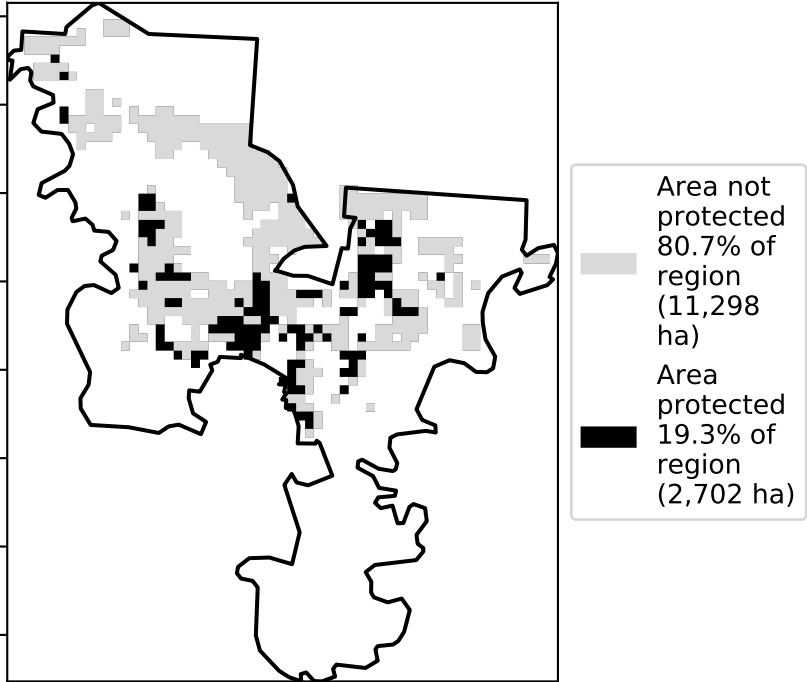 Area not
protected
80.7% of
region
(11,298
ha)
Area
protected
19.3% of
region
(2,702 ha)